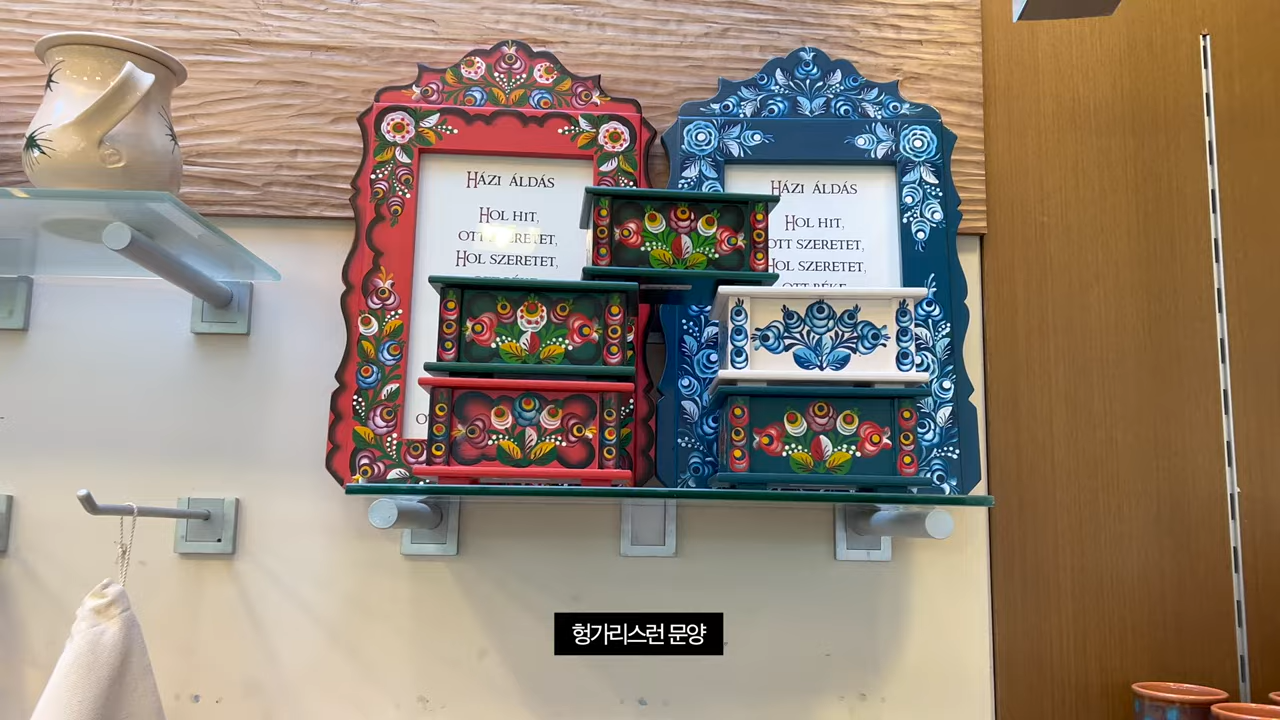 HÁZI ÁLDÁS
HOL HIT,
OTT SZERETET,
HOL SZERETET,
HÁZI ÁLDÁS
HOL HIT,
OTT SZERETET,
HOL SZERETET,
OTT BÉKE
헝가리스런 문양